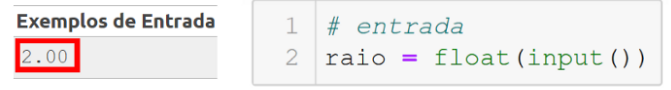 Exemplos de Entrada
2.00
1 # entrada
2 raio = float(input())